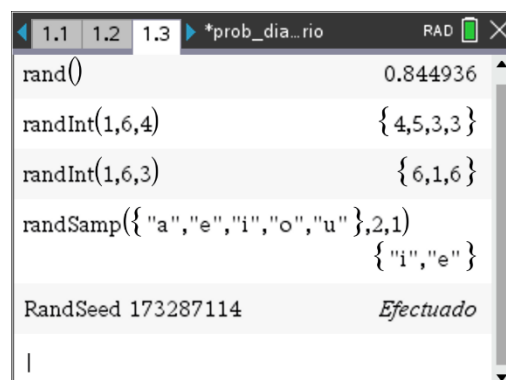 1.1 1.2 1.3 *prob_dia...rio RAD
rand() 0.844936
randInt(1,6,4) {4,5,3,3}
randInt(1,6,3) {6,1,6}
randSamp({"a","e","i","o","u"},2,1)
{"i","e"}
RandSeed 173287114 Efectuado